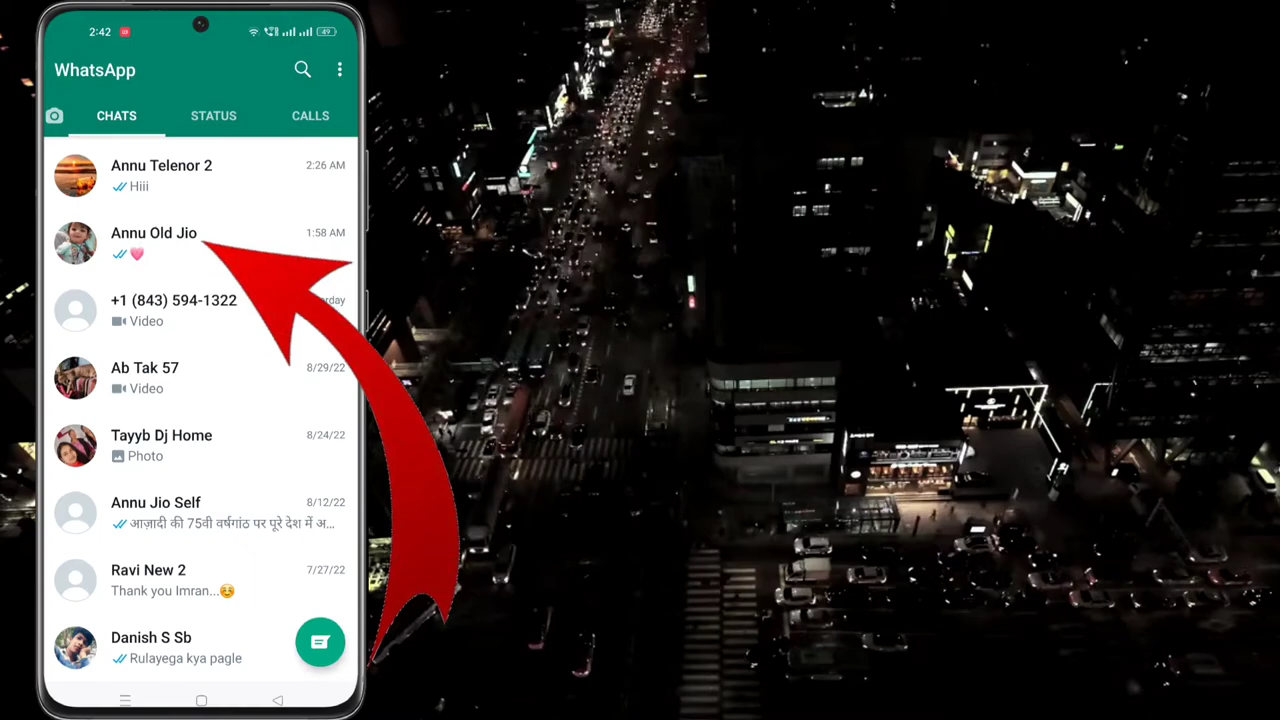 2:42
49
WhatsApp
CHATS STATUS CALLS
Annu Telenor 2 2:26 AM
Hiii
Annu Old Jio 1:58 AM
💗
+1 (843) 594-1322 rday
Video
Ab Tak 57 8/29/22
Video
Tayyb Dj Home 8/24/22
Photo
Annu Jio Self 8/12/22
आज़ादी की 75वी वर्षगांठ पर पूरे देश में अ...
Ravi New 2 7/27/22
Thank you Imran...☺️
Danish S Sb
Rulayega kya pagle